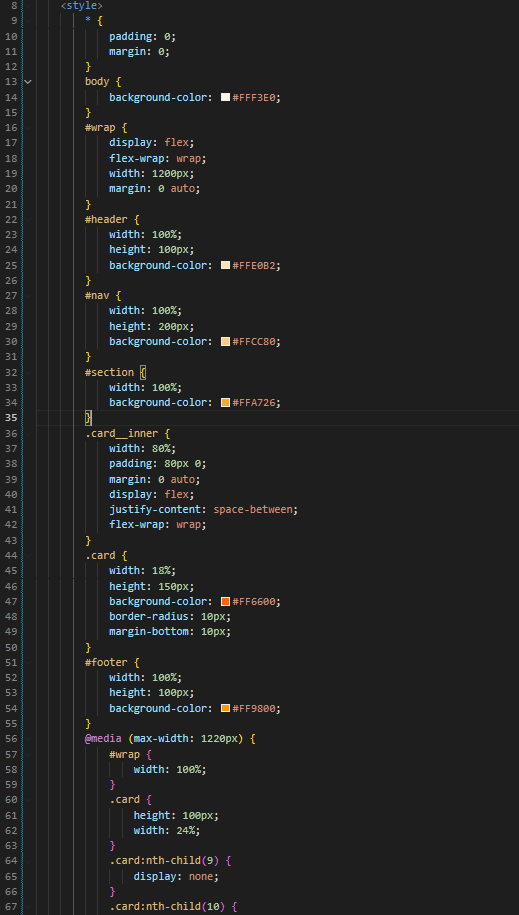 8 <style>
9 * {
10 padding: 0;
11 margin: 0;
12 }
13 body {
14 background-color: #FFF3E0;
15 }
16 #wrap {
17 display: flex;
18 flex-wrap: wrap;
19 width: 1200px;
20 margin: 0 auto;
21 }
22 #header {
23 width: 100%;
24 height: 100px;
25 background-color: #FFE0B2;
26 }
27 #nav {
28 width: 100%;
29 height: 200px;
30 background-color: #FFCC80;
31 }
32 #section {
33 width: 100%;
34 background-color: #FFA726;
35 }
36 .card__inner {
37 width: 80%;
38 padding: 80px 0;
39 margin: 0 auto;
40 display: flex;
41 justify-content: space-between;
42 flex-wrap: wrap;
43 }
44 .card {
45 width: 18%;
46 height: 150px;
47 background-color: #FF6600;
48 border-radius: 10px;
49 margin-bottom: 10px;
50 }
51 #footer {
52 width: 100%;
53 height: 100px;
54 background-color: #FF9800;
55 }
56 @media (max-width: 1220px) {
57 #wrap {
58 width: 100%;
59 }
60 .card {
61 height: 100px;
62 width: 24%;
63 }
64 .card:nth-child(9) {
65 display: none;
66 }
67 .card:nth-child(10) {